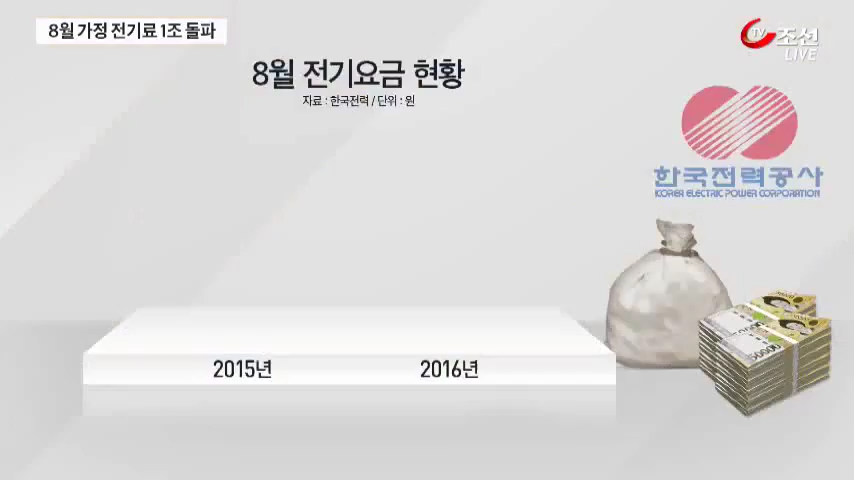 8월 가정 전기료 1조 돌파
TV조선
LIVE
8월 전기요금 현황
자료 : 한국전력 / 단위 : 원
한국전력공사
KOREA ELECTRIC POWER CORPORATION
2015년
2016년
50000
50000